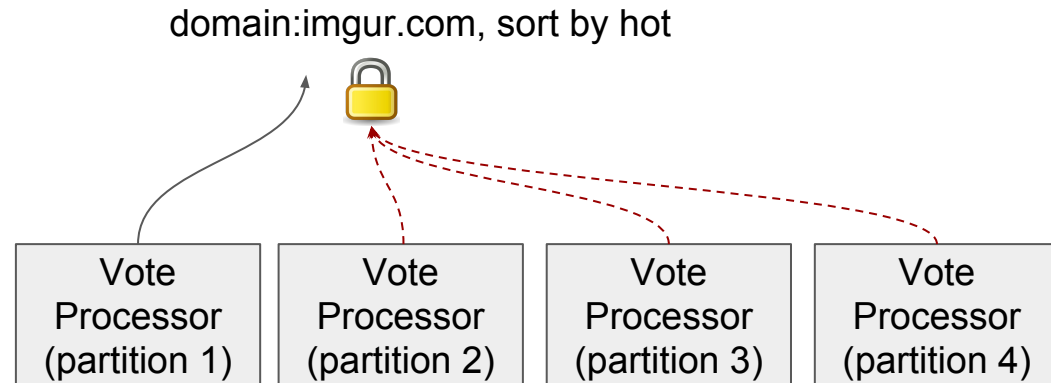 domain:imgur.com, sort by hot
Vote
Processor
(partition 1)
Vote
Processor
(partition 2)
Vote
Processor
(partition 3)
Vote
Processor
(partition 4)